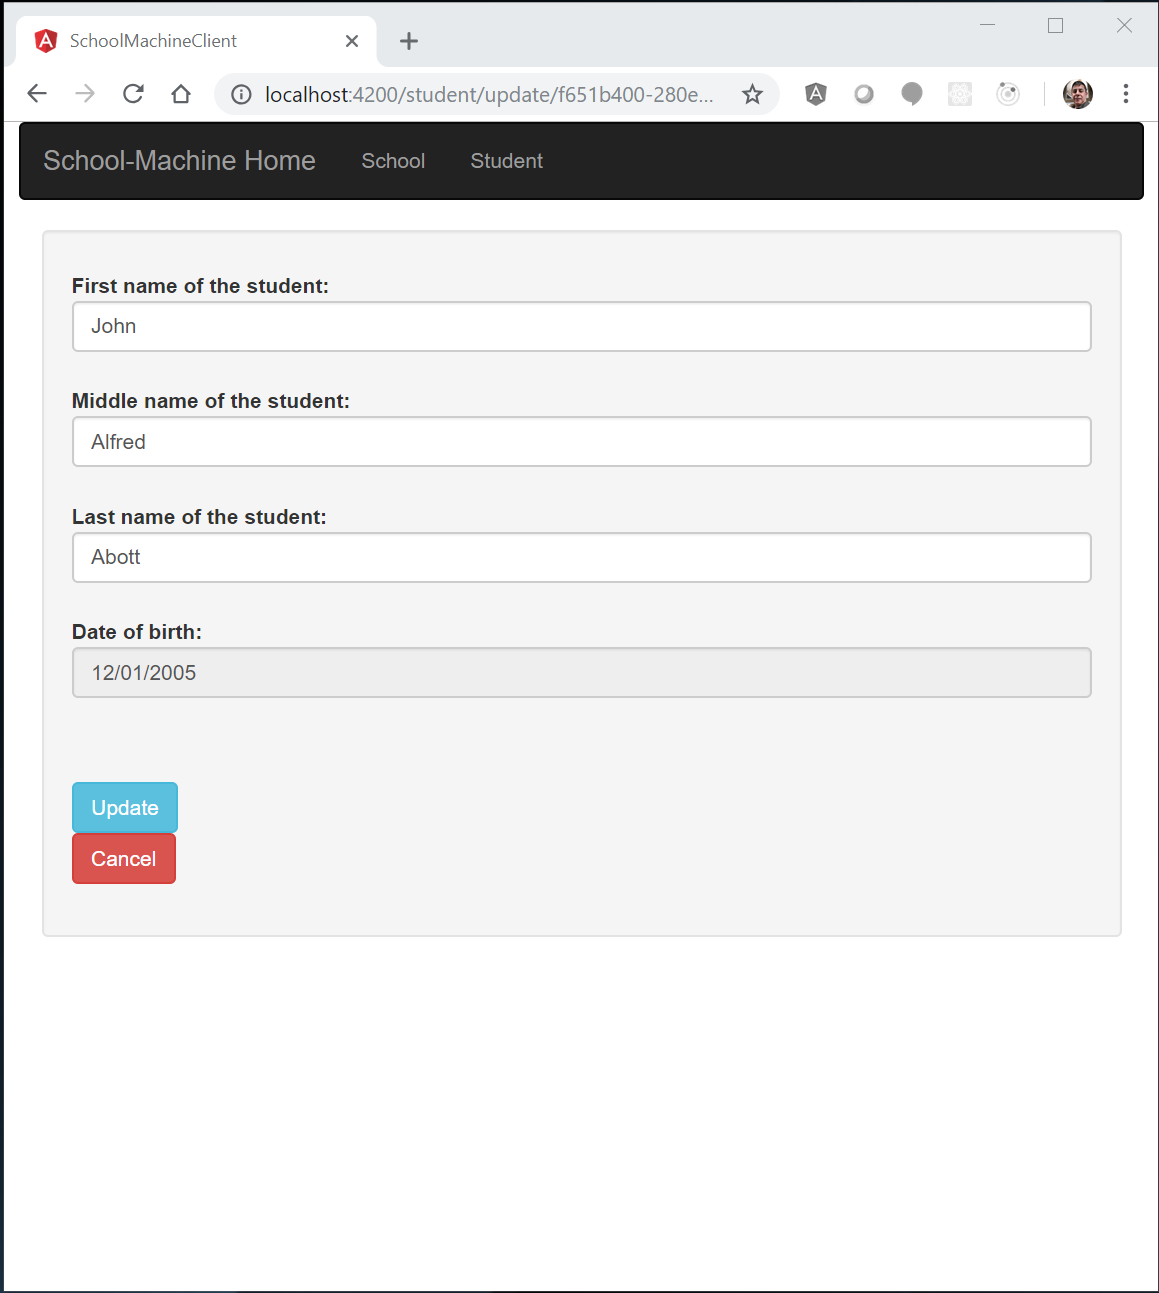 SchoolMachineClient
localhost:4200/student/update/f651b400-280e...
School-Machine Home School Student
First name of the student:
John
Middle name of the student:
Alfred
Last name of the student:
Abott
Date of birth:
12/01/2005
Update
Cancel